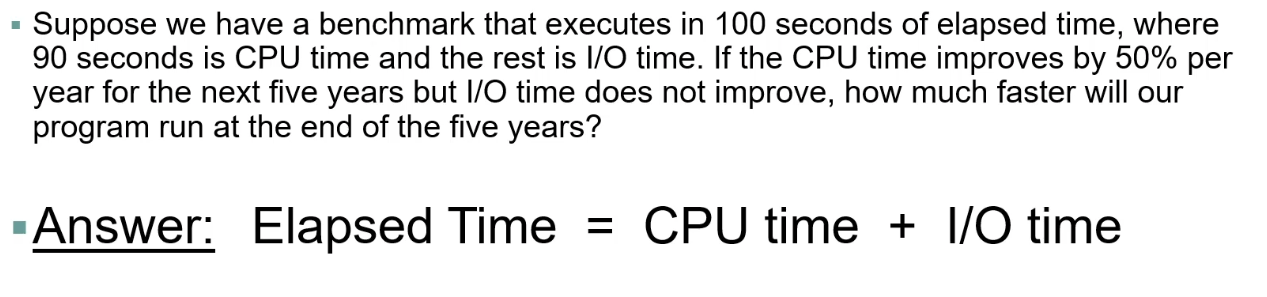 ▪ Suppose we have a benchmark that executes in 100 seconds of elapsed time, where
90 seconds is CPU time and the rest is I/O time. If the CPU time improves by 50% per
year for the next five years but I/O time does not improve, how much faster will our
program run at the end of the five years?
▪ Answer: Elapsed Time = CPU time + I/O time